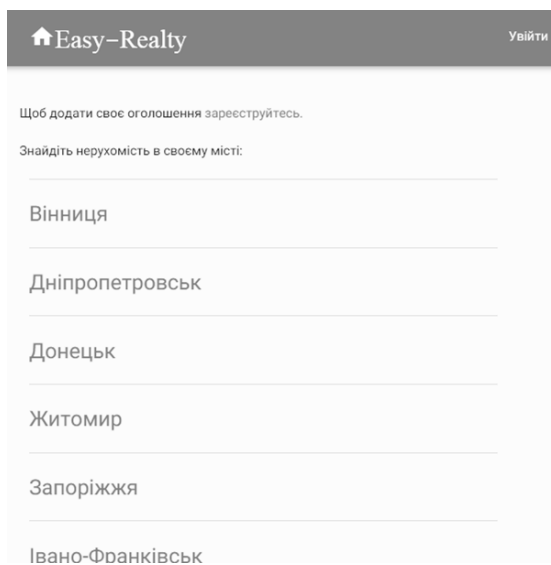 Easy-Realty
Увійти
Щоб додати своє оголошення зареєструйтесь.
Знайдіть нерухомість в своєму місті:
Вінниця
Дніпропетровськ
Донецьк
Житомир
Запоріжжя
Івано-Франківськ